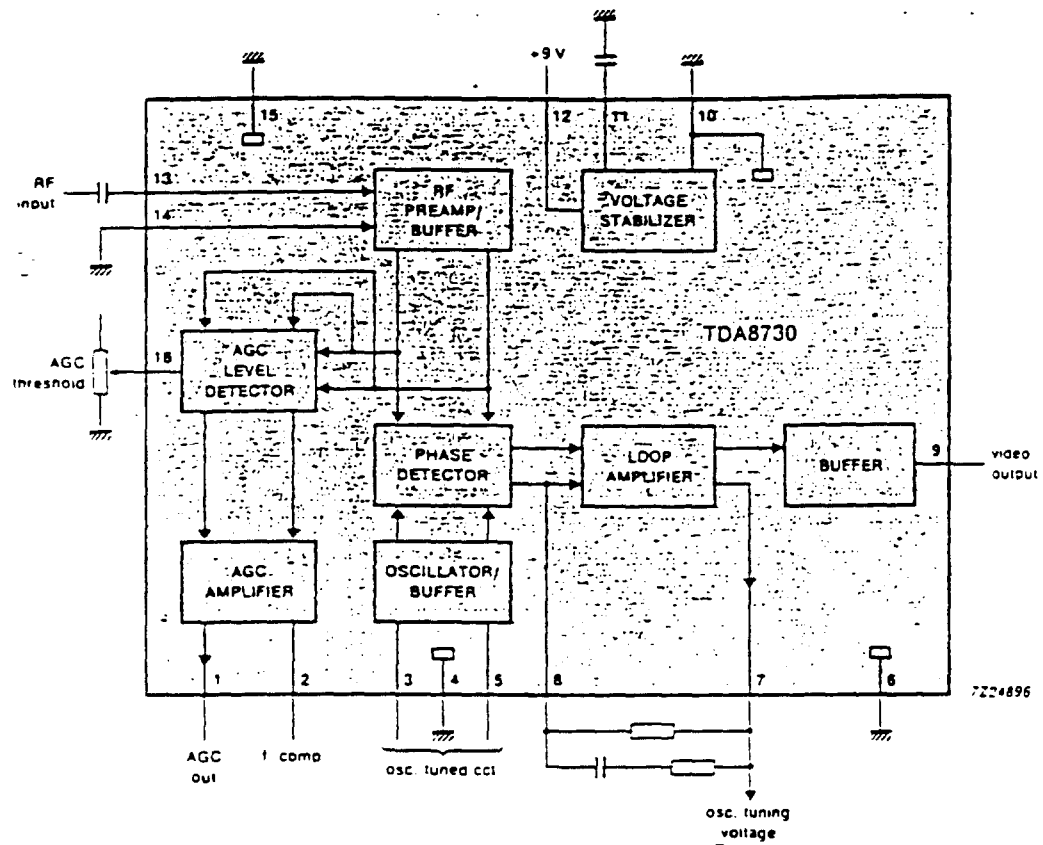 +9 V
15
12
11
10
RF
input
13
14
RF
PREAMP/
BUFFER
VOLTAGE
STABILIZER
TDA8730
AGC
threshold
16
AGC
LEVEL
DETECTOR
PHASE
DETECTOR
LOOP
AMPLIFIER
BUFFER
9
video
output
AGC
AMPLIFIER
OSCILLATOR/
BUFFER
1
2
3
4
5
8
7
6
7Z24896
AGC
out
f comp
osc. tuned cct
osc. tuning
voltage